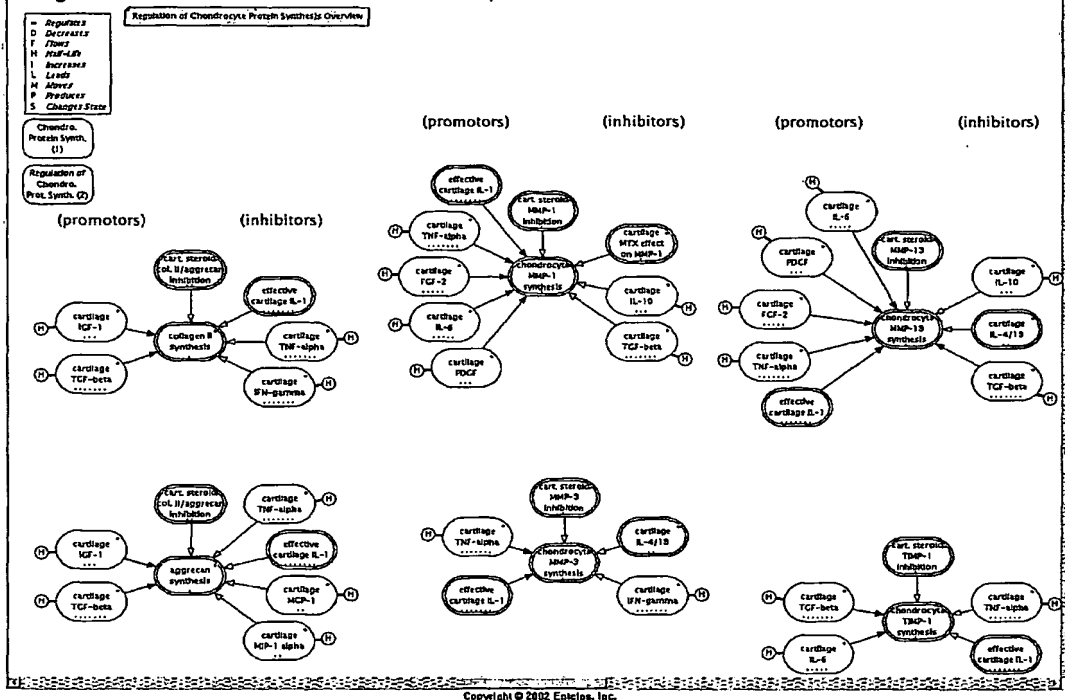 Regulation of Chondrocyte Protein Synthesis Overview
= Regulates
D Decreases
F Flows
H Half-Life
I Increases
L Leads
M Moves
P Produces
S Changes State
Chondro.
Protein Synth.
(1)
Regulation of
Chondro.
Prot. Synth. (2)
(promotors)
(inhibitors)
cart. steroid
col. II/aggrecan
inhibition
effective
cartilage IL-1
cartilage
IGF-1
H
collagen II
synthesis
cartilage
TNF-alpha
H
cartilage
TGF-beta
H
cartilage
IFN-gamma
H
(promotors)
(inhibitors)
effective
cartilage IL-1
cart. steroid
MMP-1
inhibition
cartilage
TNF-alpha
H
cartilage
MTX effect
on MMP-1
cartilage
FGF-2
H
chondrocyte
MMP-1
synthesis
cartilage
IL-10
H
cartilage
IL-6
H
cartilage
TGF-beta
H
cartilage
PDGF
H
(promotors)
(inhibitors)
H
cartilage
IL-6
H
cartilage
PDGF
cart. steroid
MMP-13
inhibition
cartilage
IL-10
H
cartilage
FGF-2
H
chondrocyte
MMP-13
synthesis
cartilage
IL-4/13
cartilage
TNF-alpha
H
cartilage
TGF-beta
H
effective
cartilage IL-1
cart. steroid
col. II/aggrecan
inhibition
cartilage
TNF-alpha
H
cartilage
IGF-1
H
effective
cartilage IL-1
aggrecan
synthesis
cartilage
TGF-beta
H
cartilage
MCP-1
H
cartilage
MIP-1 alpha
H
cart. steroid
MMP-3
inhibition
cartilage
TNF-alpha
H
cartilage
IL-4/13
chondrocyte
MMP-3
synthesis
effective
cartilage IL-1
cartilage
IFN-gamma
H
cart. steroid
TIMP-1
inhibition
cartilage
TGF-beta
H
cartilage
TNF-alpha
H
chondrocyte
TIMP-1
synthesis
cartilage
IL-6
H
effective
cartilage IL-1
Copyright © 2002 Entelos, Inc.